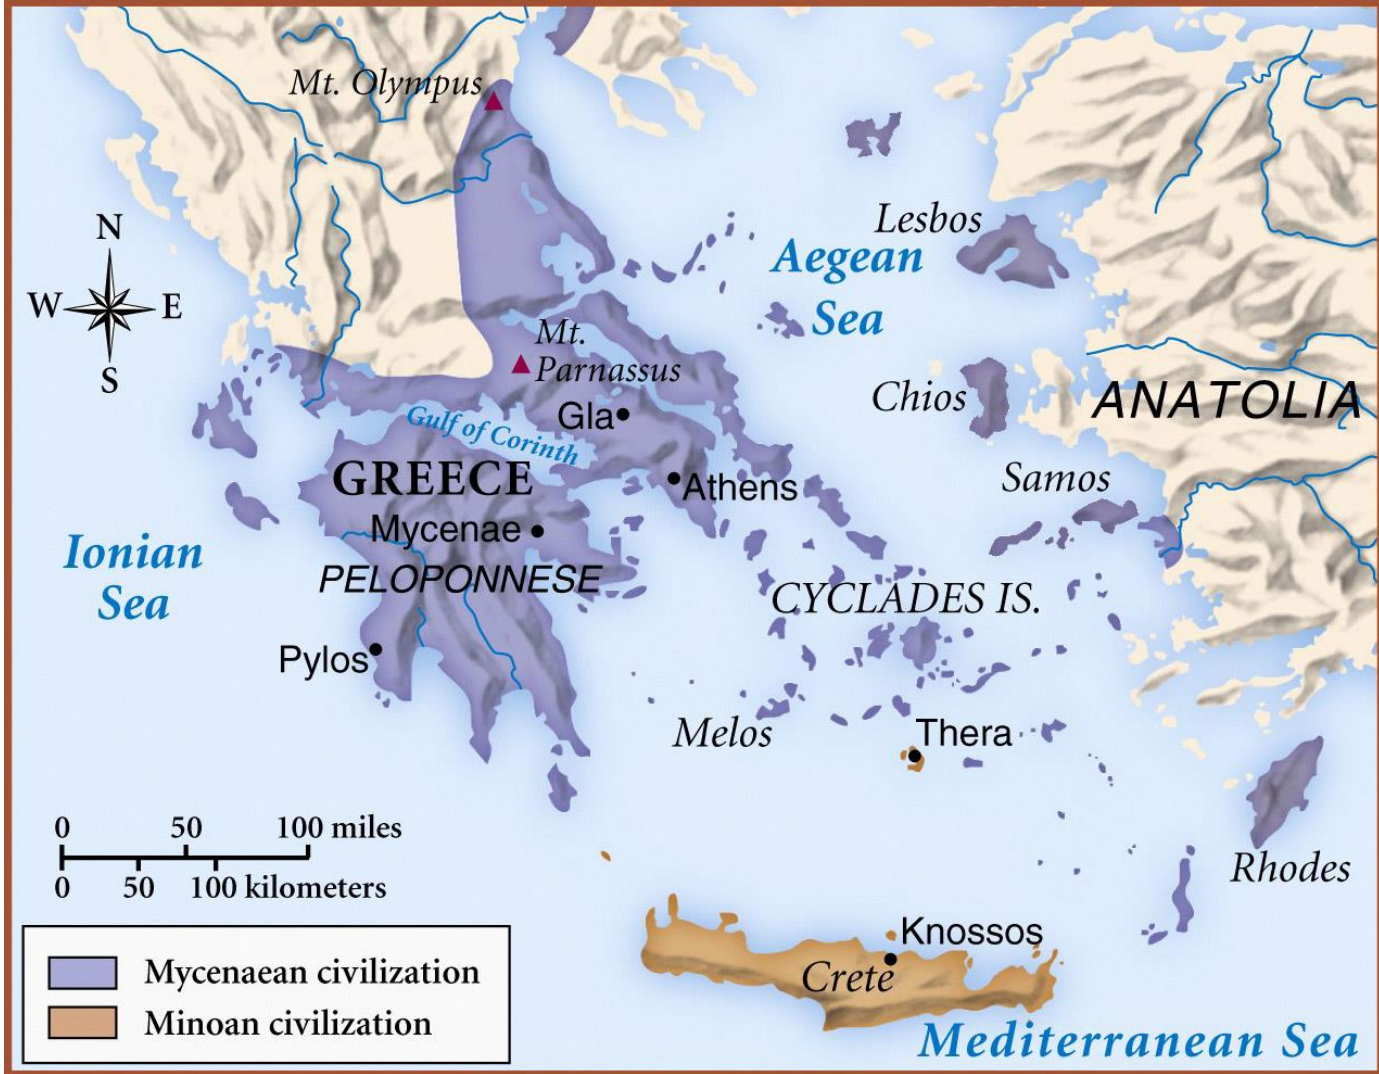 Mt. Olympus
N
W E
S
Lesbos
Aegean
Sea
Mt.
Parnassus
Chios
ANATOLIA
Gla
Gulf of Corinth
GREECE
Athens
Samos
Mycenae
Ionian
Sea
PELOPONNESE
CYCLADES IS.
Pylos
Melos
Thera
0 50 100 miles
0 50 100 kilometers
Rhodes
Knossos
Crete
Mycenaean civilization
Minoan civilization
Mediterranean Sea